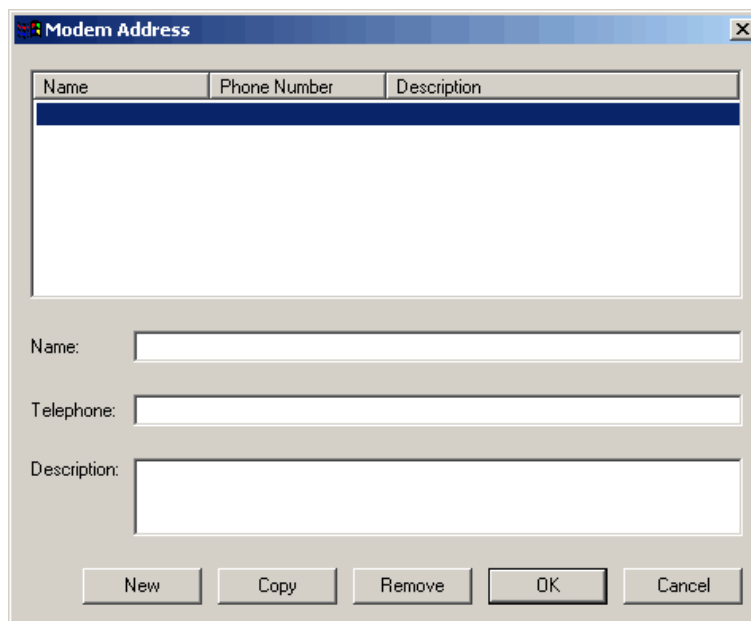 Modem Address
Name Phone Number Description
Name:
Telephone:
Description:
New Copy Remove OK Cancel